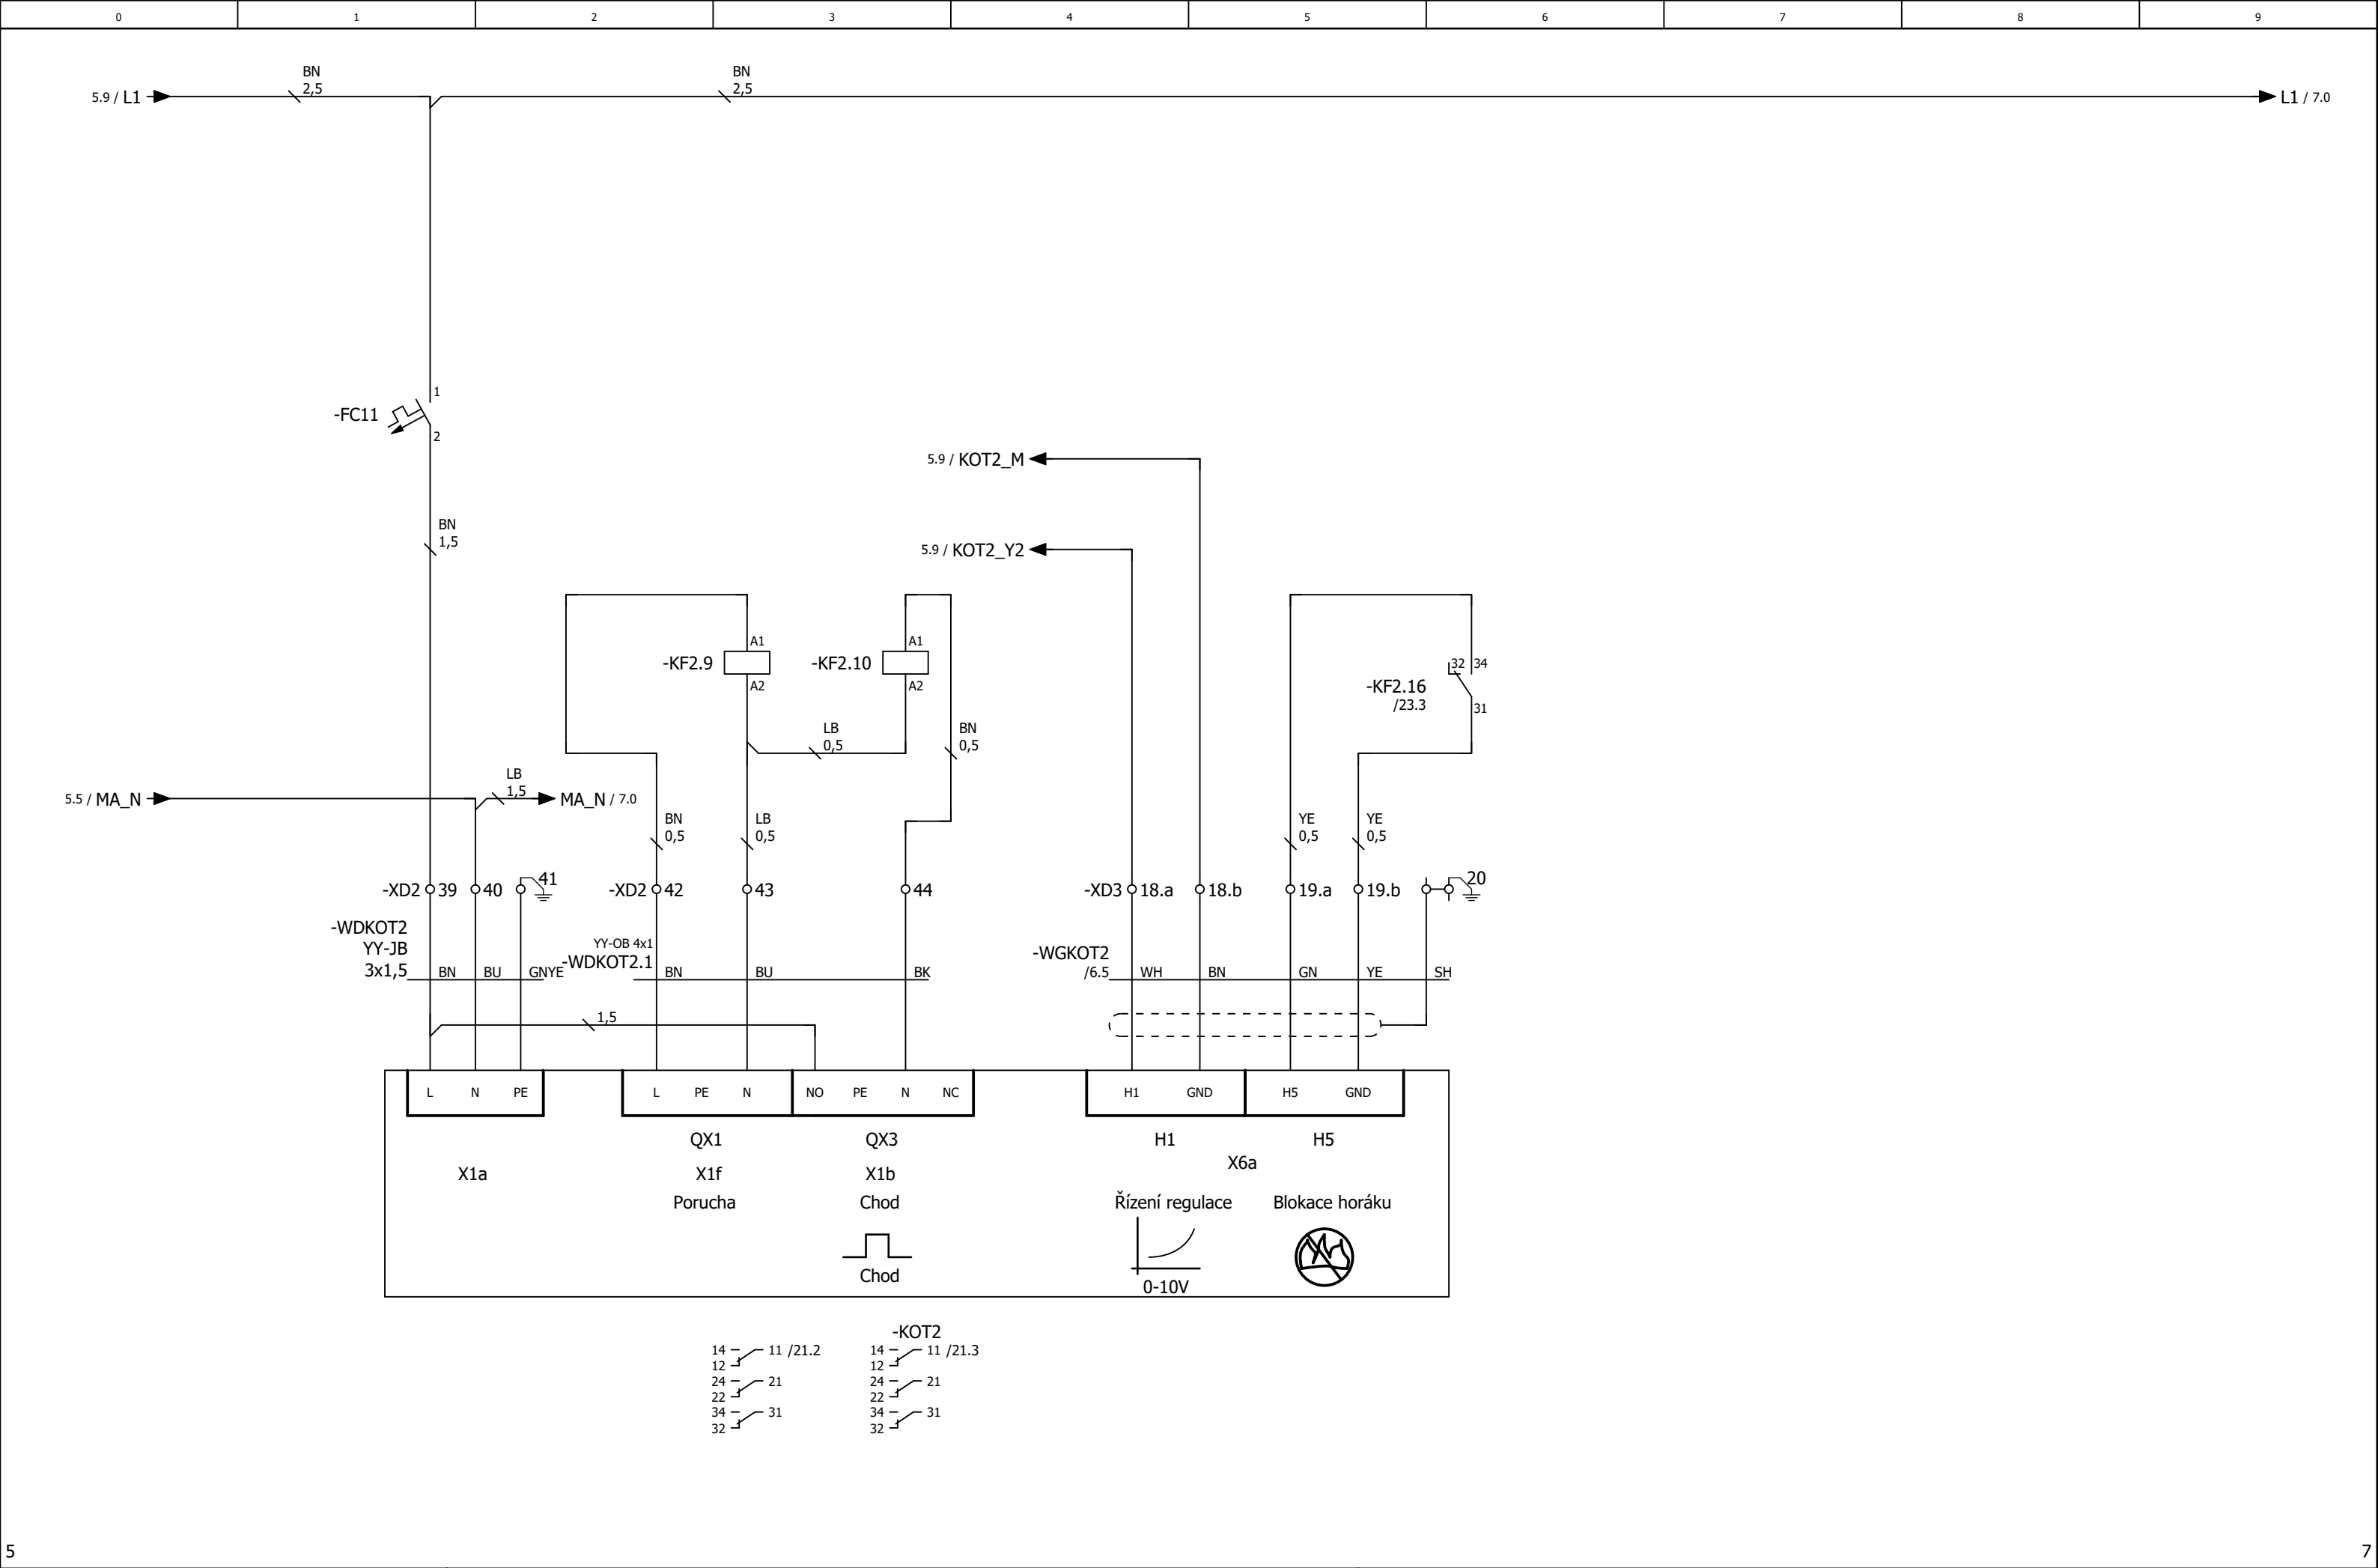 0 1 2 3 4 5 6 7 8 9
BN BN
2,5 2,5
5.9 / L1 L1 / 7.0
1
-FC11
2
5.9 / KOT2_M
BN
1,5
5.9 / KOT2_Y2
A1 A1
-KF2.9 -KF2.10 32 34
A2 A2 -KF2.16
/23.3 31
LB BN
0,5 0,5
LB
1,5
5.5 / MA_N MA_N / 7.0
BN LB YE YE
0,5 0,5 0,5 0,5
-XD2 39 40 41 -XD2 42 43 44 -XD3 18.a 18.b 19.a 19.b 20
-WDKOT2
YY-JB
3x1,5 BN BU GNYE
YY-OB 4x1
-WDKOT2.1 BN BU BK
-WGKOT2
/6.5 WH BN GN YE SH
1,5
L N PE L PE N NO PE N NC H1 GND H5 GND
QX1 QX3 H1 H5
X6a
X1a X1f X1b
Porucha Chod Řízení regulace Blokace horáku
Chod
0-10V
-KOT2
14 11 /21.2 14 11 /21.3
12 12
24 21 24 21
22 22
34 31 34 31
32 32
5 7